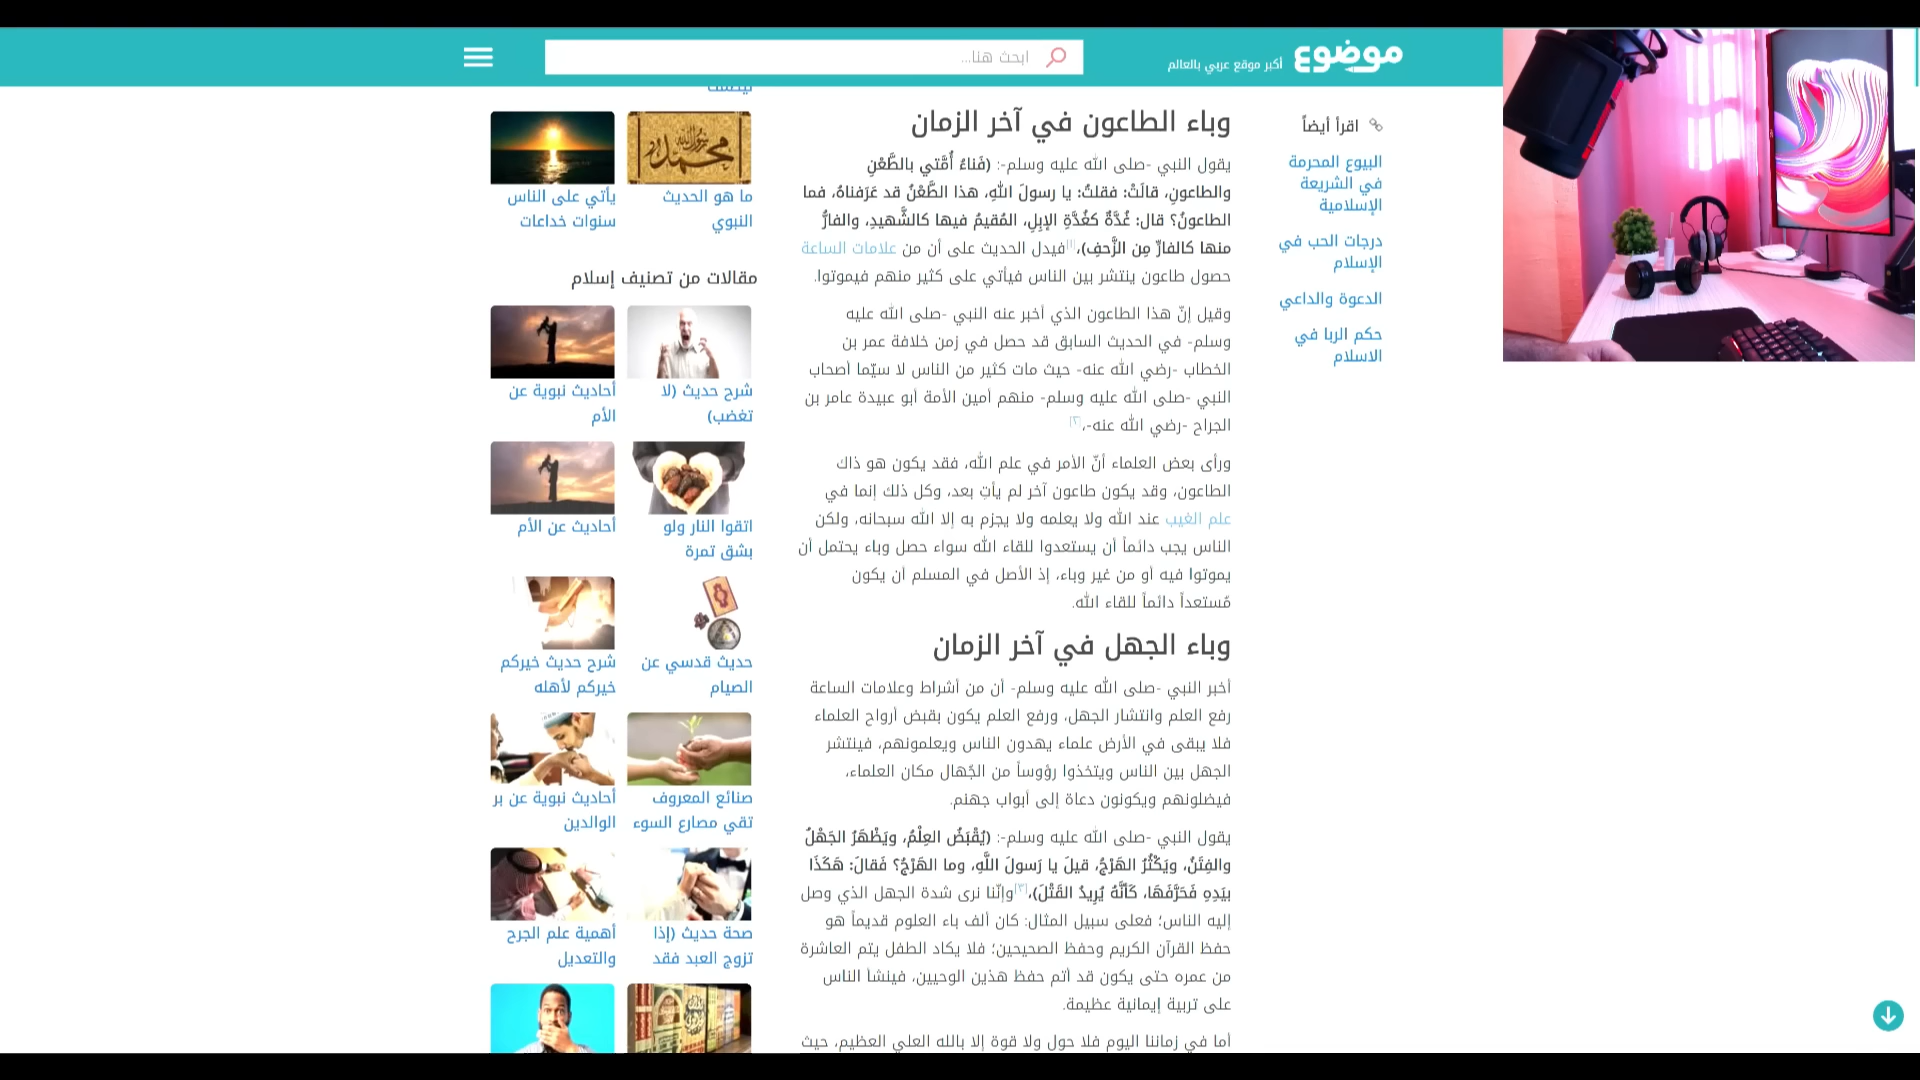 موضوع
أكبر موقع عربي بالعالم
ابحث هنا...
اقرأ أيضاً
البيوع المحرمة
في الشريعة
الإسلامية
درجات الحب في
الإسلام
الدعوة والداعي
حكم الربا في
الاسلام
وباء الطاعون في آخر الزمان
يقول النبي -صلى الله عليه وسلم-: (فَناءُ أُمَّتي بالطَّعْنِ
والطاعونِ، قالَتْ: فقلتُ: يا رسولَ اللهِ، هذا الطَّعْنُ قد عَرَفناهُ، فما
الطاعونُ؟ قال: غُدَّةٌ كغُدَّةِ الإبِلِ، المُقيمُ فيها كالشَّهيدِ، والفارُّ
منها كالفارِّ مِن الزَّحفِ)،[١]فيدل الحديث على أن من علامات الساعة
حصول طاعون ينتشر بين الناس فيأتي على كثير منهم فيموتوا.
وقيل إنّ هذا الطاعون الذي أخبر عنه النبي -صلى الله عليه
وسلم- في الحديث السابق قد حصل في زمن خلافة عمر بن
الخطاب -رضي الله عنه- حيث مات كثير من الناس لا سيّما أصحاب
النبي -صلى الله عليه وسلم- منهم أمين الأمة أبو عبيدة عامر بن
الجراح -رضي الله عنه-،[٢]
ورأى بعض العلماء أنّ الأمر في علم الله، فقد يكون هو ذاك
الطاعون، وقد يكون طاعون آخر لم يأتِ بعد، وكل ذلك إنما في
علم الغيب عند الله ولا يعلمه ولا يجزم به إلا الله سبحانه، ولكن
الناس يجب دائماً أن يستعدوا للقاء الله سواء حصل وباء يحتمل أن
يموتوا فيه أو من غير وباء، إذ الأصل في المسلم أن يكون
مُستعداً دائماً للقاء الله.
وباء الجهل في آخر الزمان
أخبر النبي -صلى الله عليه وسلم- أن من أشراط وعلامات الساعة
رفع العلم وانتشار الجهل، ورفع العلم يكون بقبض أرواح العلماء
فلا يبقى في الأرض علماء يهدون الناس ويعلمونهم، فينتشر
الجهل بين الناس ويتخذوا رؤوساً من الجُهال مكان العلماء،
فيضلونهم ويكونون دعاة إلى أبواب جهنم.
يقول النبي -صلى الله عليه وسلم-: (يُقْبَضُ العِلْمُ، ويَظْهَرُ الجَهْلُ
والفِتَنُ، ويَكْثُرُ الهَرْجُ، قيلَ يا رَسولَ اللَّهِ، وما الهَرْجُ؟ فَقالَ: هَكَذَا
بيَدِهِ فَحَرَّفَهَا، كَأنَّهُ يُرِيدُ القَتْلَ)،[٣]وإنّنا نرى شدة الجهل الذي وصل
إليه الناس؛ فعلى سبيل المثال: كان ألف باء العلوم قديماً هو
حفظ القرآن الكريم وحفظ الصحيحين؛ فلا يكاد الطفل يتم العاشرة
من عمره حتى يكون قد أتم حفظ هذين الوحيين، فينشأ الناس
على تربية إيمانية عظيمة.
أما في زماننا اليوم فلا حول ولا قوة إلا بالله العلي العظيم، حيث
ما هو الحديث
النبوي
يأتي على الناس
سنوات خداعات
مقالات من تصنيف إسلام
شرح حديث (لا
تغضب)
أحاديث نبوية عن
الأم
اتقوا النار ولو
بشق تمرة
أحاديث عن الأم
حديث قدسي عن
الصيام
شرح حديث خيركم
خيركم لأهله
صنائع المعروف
تقي مصارع السوء
أحاديث نبوية عن بر
الوالدين
صحة حديث (إذا
تزوج العبد فقد
أهمية علم الجرح
والتعديل